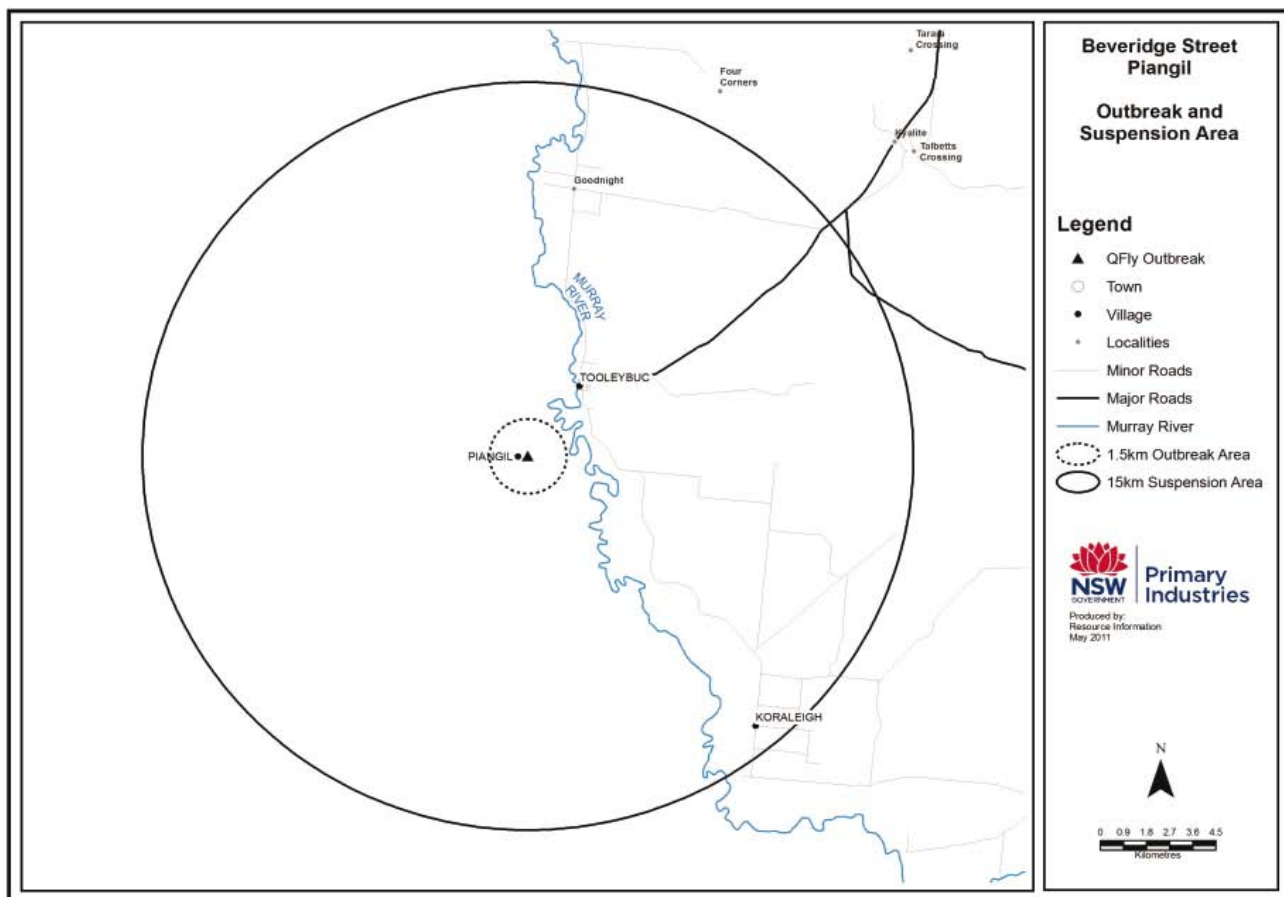 Tarara
Crossing
Four
Corners
Kyalite
Talbetts
Crossing
Goodnight
MURRAY
RIVER
TOOLEYBUC
PIANGIL
KORALEIGH
Beveridge Street
Piangil
Outbreak and
Suspension Area
Legend
QFly Outbreak
Town
Village
Localities
Minor Roads
Major Roads
Murray River
1.5km Outbreak Area
15km Suspension Area
NSW
GOVERNMENT
Primary
Industries
Produced by:
Resource Information
May 2011
N
0 0.9 1.8 2.7 3.6 4.5
Kilometres